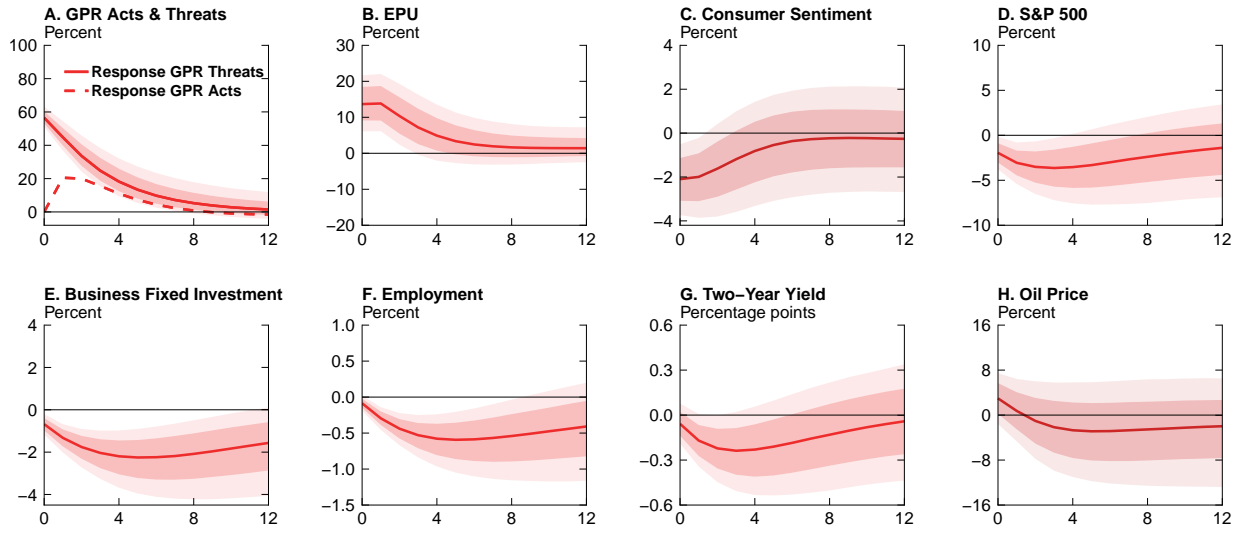 A. GPR Acts & Threats
Percent
100
80
60
40
20
0
Response GPR Threats
Response GPR Acts
0 4 8 12
B. EPU
Percent
30
20
10
0
−10
−20
0 4 8 12
C. Consumer Sentiment
Percent
4
2
0
−2
−4
0 4 8 12
D. S&P 500
Percent
10
5
0
−5
−10
0 4 8 12
E. Business Fixed Investment
Percent
4
2
0
−2
−4
0 4 8 12
F. Employment
Percent
1.0
0.5
0.0
−0.5
−1.0
−1.5
0 4 8 12
G. Two−Year Yield
Percentage points
0.6
0.3
0.0
−0.3
−0.6
0 4 8 12
H. Oil Price
Percent
16
8
0
−8
−16
0 4 8 12